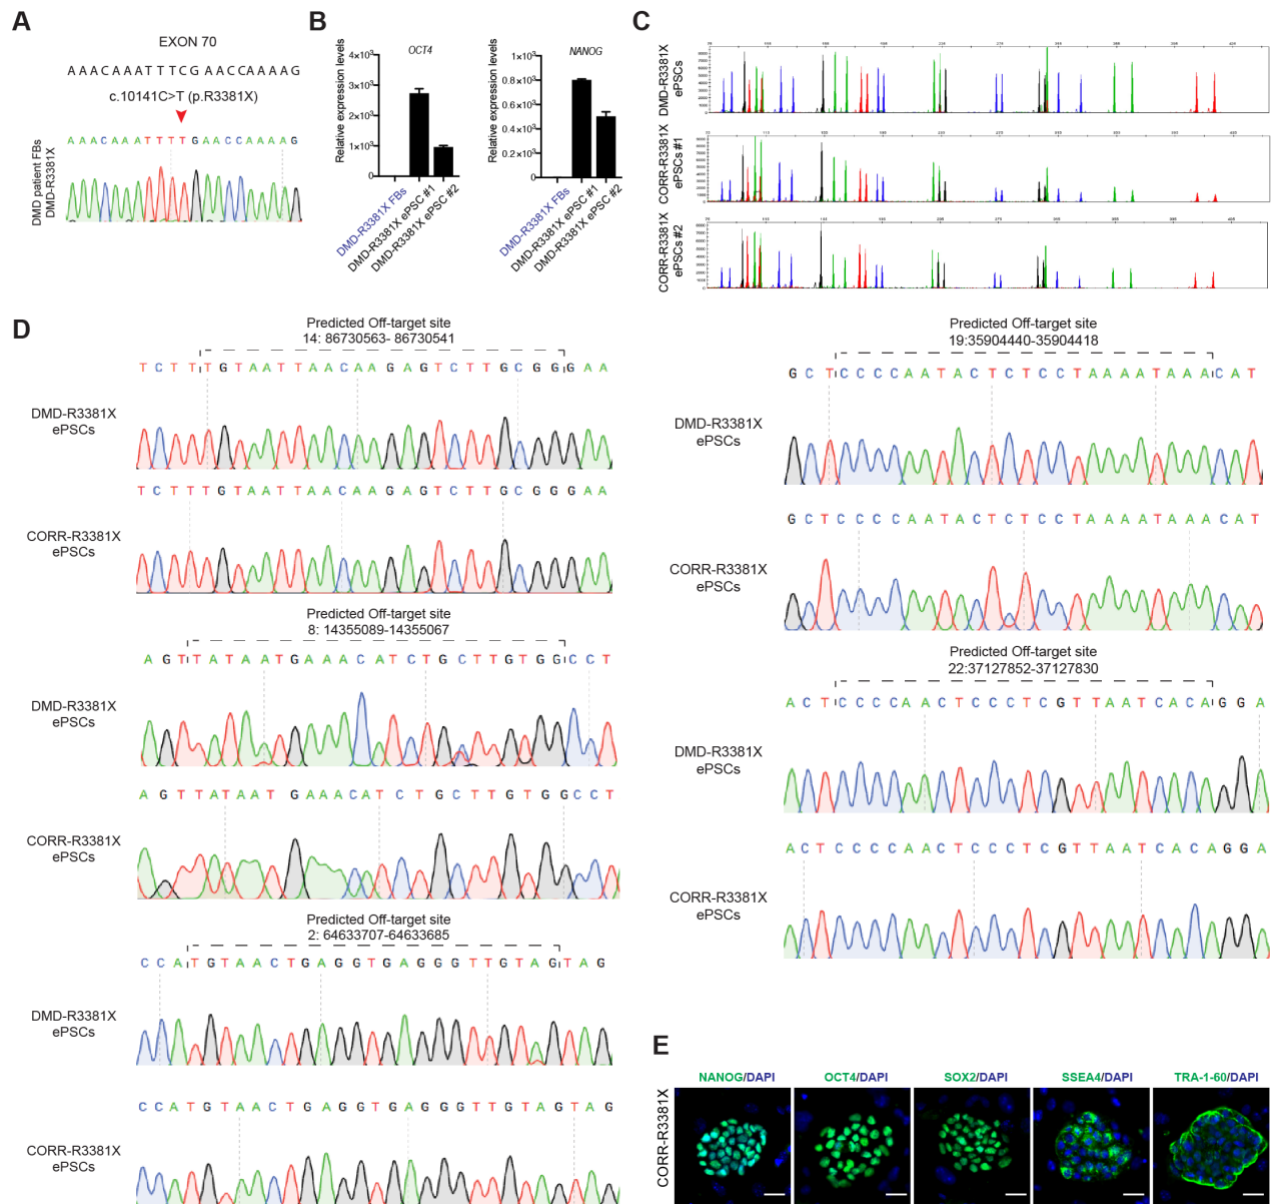 A
EXON 70
AAACAAATTTCGAACCAAAAG
c.10141C>T (p.R3381X)
AAACAAATTTTGAACCAAAAG
DMD patient FBs
DMD-R3381X
B
OCT4
Relative expression levels
4×10³
3×10³
2×10³
1×10³
0
DMD-R3381X FBs
DMD-R3381X ePSC #1
DMD-R3381X ePSC #2
NANOG
Relative expression levels
1×10³
0.8×10³
0.6×10³
0.4×10³
0.2×10³
0
DMD-R3381X FBs
DMD-R3381X ePSC #1
DMD-R3381X ePSC #2
C
DMD-R3381X
ePSCs
CORR-R3381X
ePSCs #1
CORR-R3381X
ePSCs #2
D
Predicted Off-target site
14: 86730563- 86730541
TCTTTGTAATTAACAAGAGTCTTGCGGGAA
DMD-R3381X
ePSCs
TCTTTGTAATTAACAAGAGTCTTGCGGGAA
CORR-R3381X
ePSCs
Predicted Off-target site
8: 14355089-14355067
AGTTATAATGAAACATCTGCTTGTGGCCT
DMD-R3381X
ePSCs
AGTTATAATGAAACATCTGCTTGTGGCCT
CORR-R3381X
ePSCs
Predicted Off-target site
2: 64633707-64633685
CCATGTAACTGAGGTGAGGGTTGTAGTAG
DMD-R3381X
ePSCs
CCATGTAACTGAGGTGAGGGTTGTAGTAG
CORR-R3381X
ePSCs
Predicted Off-target site
19:35904440-35904418
GCTCCCCAATACTCTCCTAAAATAAACAT
DMD-R3381X
ePSCs
GCTCCCCAATACTCTCCTAAAATAAACAT
CORR-R3381X
ePSCs
Predicted Off-target site
22:37127852-37127830
ACTCCCCAACTCCCTCGTTAATCACAGGA
DMD-R3381X
ePSCs
ACTCCCCAACTCCCTCGTTAATCACAGGA
CORR-R3381X
ePSCs
E
NANOG/DAPI
OCT4/DAPI
SOX2/DAPI
SSEA4/DAPI
TRA-1-60/DAPI
CORR-R3381X